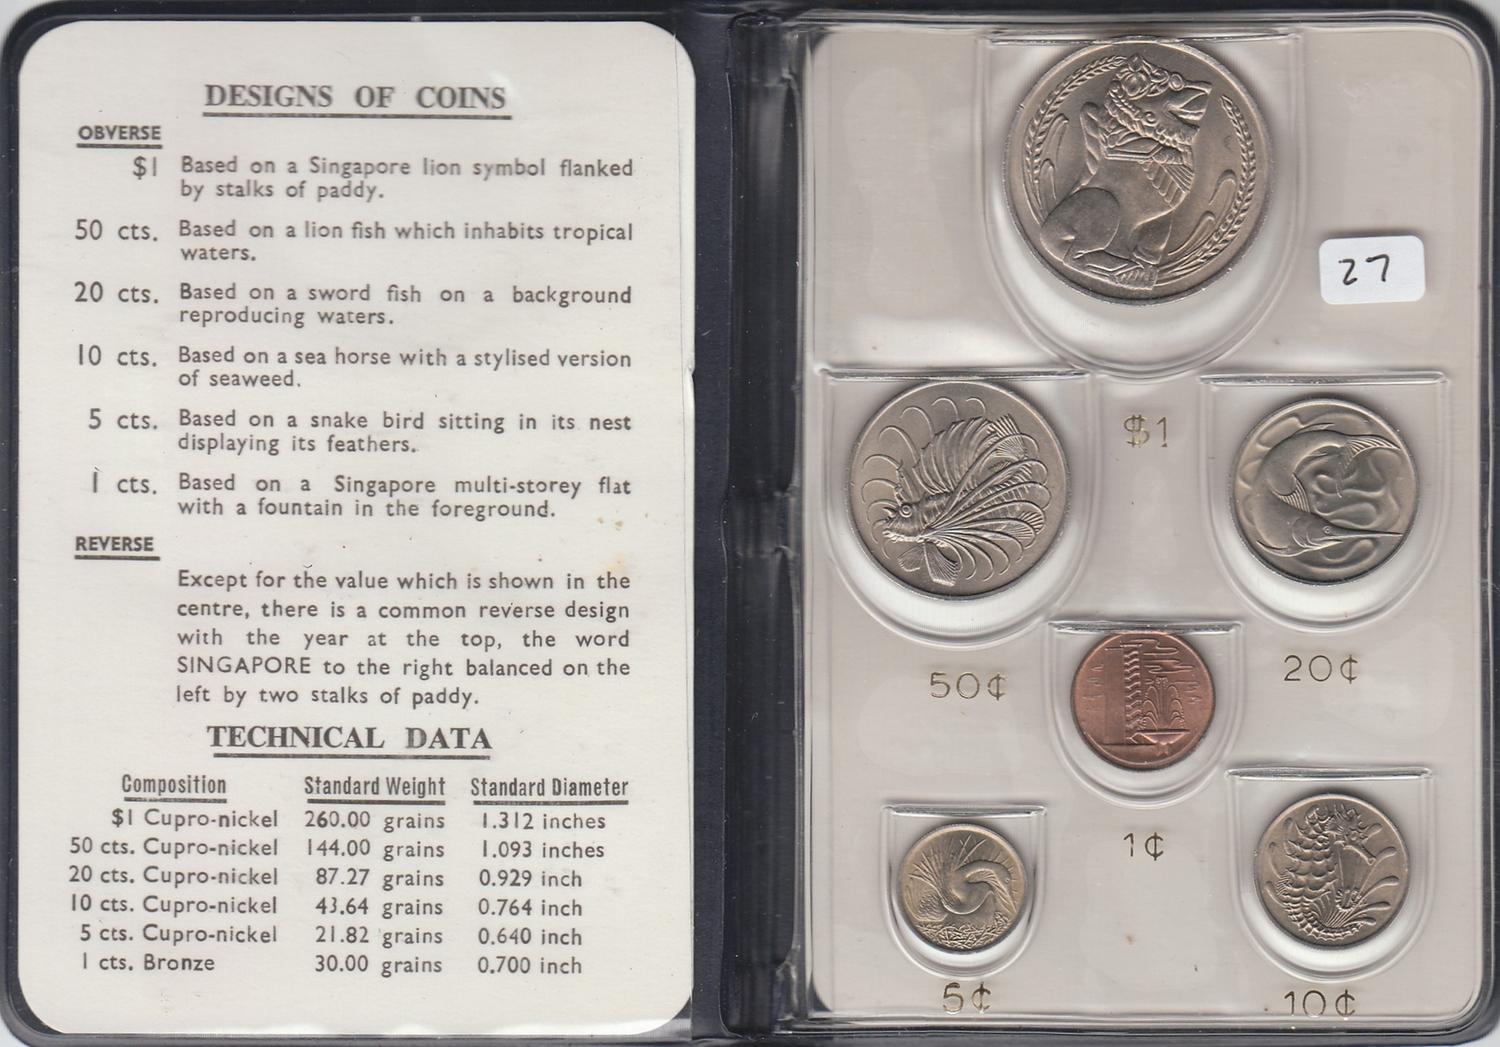 DESIGNS OF COINS
OBVERSE
$1 Based on a Singapore lion symbol flanked
by stalks of paddy.
50 cts. Based on a lion fish which inhabits tropical
waters.
20 cts. Based on a sword fish on a background
reproducing waters.
10 cts. Based on a sea horse with a stylised version
of seaweed.
5 cts. Based on a snake bird sitting in its nest
displaying its feathers.
1 cts. Based on a Singapore multi-storey flat
with a fountain in the foreground.
REVERSE
Except for the value which is shown in the
centre, there is a common reverse design
with the year at the top, the word
SINGAPORE to the right balanced on the
left by two stalks of paddy.
TECHNICAL DATA
Composition Standard Weight Standard Diameter
$1 Cupro-nickel 260.00 grains 1.312 inches
50 cts. Cupro-nickel 144.00 grains 1.093 inches
20 cts. Cupro-nickel 87.27 grains 0.929 inch
10 cts. Cupro-nickel 43.64 grains 0.764 inch
5 cts. Cupro-nickel 21.82 grains 0.640 inch
1 cts. Bronze 30.00 grains 0.700 inch
27
$1
50¢
20¢
1¢
5¢
10¢